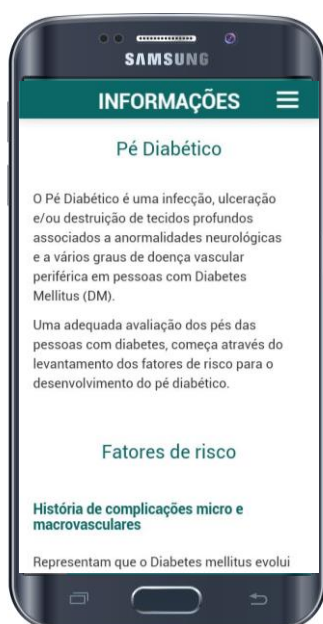 SAMSUNG
INFORMAÇÕES
Pé Diabético
O Pé Diabético é uma infecção, ulceração
e/ou destruição de tecidos profundos
associados a anormalidades neurológicas
e a vários graus de doença vascular
periférica em pessoas com Diabetes
Mellitus (DM).
Uma adequada avaliação dos pés das
pessoas com diabetes, começa através do
levantamento dos fatores de risco para o
desenvolvimento do pé diabético.
Fatores de risco
História de complicações micro e
macrovasculares
Representam que o Diabetes mellitus evolui